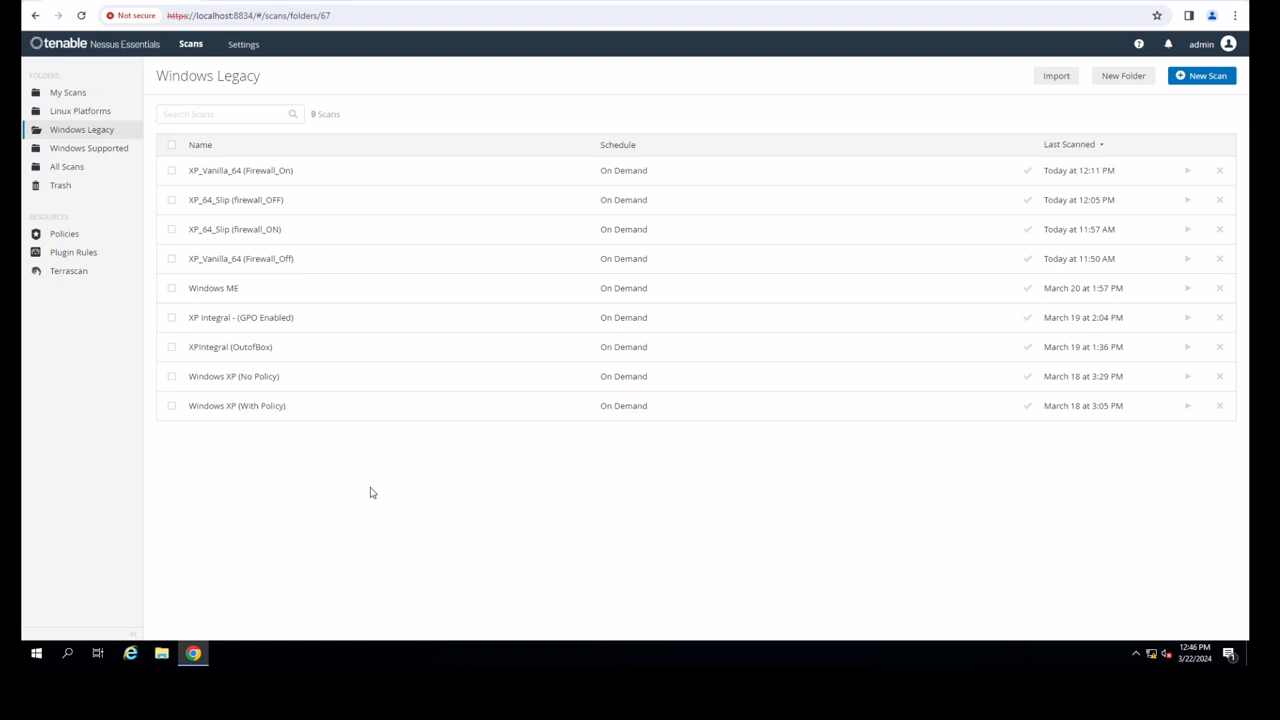 Not secure https://localhost:8834/#/scans/folders/67
tenable Nessus Essentials Scans Settings admin
FOLDERS
My Scans
Linux Platforms
Windows Legacy
Windows Supported
All Scans
Trash
RESOURCES
Policies
Plugin Rules
Terrascan
Windows Legacy
Import New Folder New Scan
Search Scans 9 Scans
Name Schedule Last Scanned
XP_Vanilla_64 (Firewall_On) On Demand Today at 12:11 PM
XP_64_Slip (firewall_OFF) On Demand Today at 12:05 PM
XP_64_Slip (firewall_ON) On Demand Today at 11:57 AM
XP_Vanilla_64 (Firewall_Off) On Demand Today at 11:50 AM
Windows ME On Demand March 20 at 1:57 PM
XP Integral - (GPO Enabled) On Demand March 19 at 2:04 PM
XPIntegral (OutofBox) On Demand March 19 at 1:36 PM
Windows XP (No Policy) On Demand March 18 at 3:29 PM
Windows XP (With Policy) On Demand March 18 at 3:05 PM
12:46 PM
3/22/2024
1